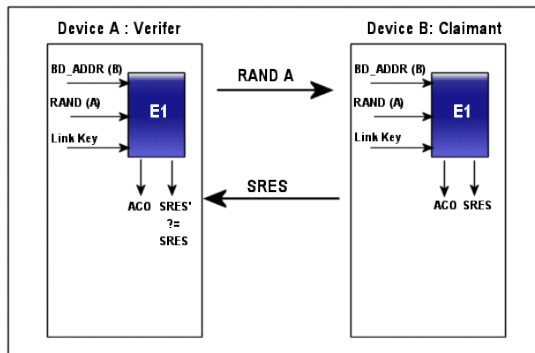 Device A : Verifer
Device B: Claimant
BD_ADDR (B)
RAND (A)
Link Key
E1
ACO
SRES'
?=
SRES
RAND A
SRES
BD_ADDR (B)
RAND (A)
Link Key
E1
ACO
SRES